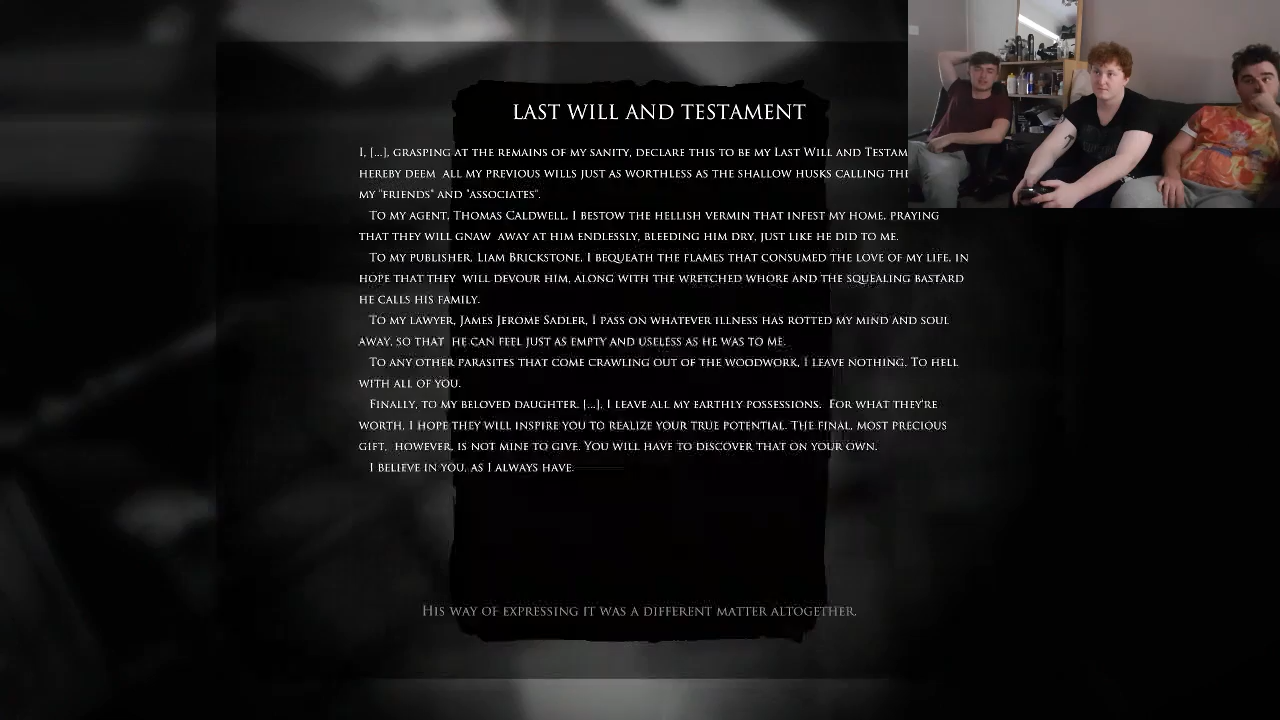 LAST WILL AND TESTAMENT
I, [...], GRASPING AT THE REMAINS OF MY SANITY, DECLARE THIS TO BE MY LAST WILL AND
HEREBY DEEM ALL MY PREVIOUS WILLS JUST AS WORTHLESS AS THE SHALLOW HUSKS CALLING
MY "FRIENDS" AND "ASSOCIATES".
TO MY AGENT, THOMAS CALDWELL, I BESTOW THE HELLISH VERMIN THAT INFEST MY HOME, PRAYING
THAT THEY WILL GNAW AWAY AT HIM ENDLESSLY, BLEEDING HIM DRY, JUST LIKE HE DID TO ME.
TO MY PUBLISHER, LIAM BRICKSTONE, I BEQUEATH THE FLAMES THAT CONSUMED THE LOVE OF MY LIFE, IN
HOPE THAT THEY WILL DEVOUR HIM, ALONG WITH THE WRETCHED WHORE AND THE SQUEALING BASTARD
HE CALLS HIS FAMILY.
TO MY LAWYER, JAMES JEROME SADLER, I PASS ON WHATEVER ILLNESS HAS ROTTED MY MIND AND SOUL
AWAY, SO THAT HE CAN FEEL JUST AS EMPTY AND USELESS AS HE WAS TO ME.
TO ANY OTHER PARASITES THAT COME CRAWLING OUT OF THE WOODWORK, I LEAVE NOTHING. TO HELL
WITH ALL OF YOU.
FINALLY, TO MY BELOVED DAUGHTER, [...], I LEAVE ALL MY EARTHLY POSSESSIONS. FOR WHAT THEY'RE
WORTH, I HOPE THEY WILL INSPIRE YOU TO REALIZE YOUR TRUE POTENTIAL. THE FINAL, MOST PRECIOUS
GIFT, HOWEVER, IS NOT MINE TO GIVE. YOU WILL HAVE TO DISCOVER THAT ON YOUR OWN.
I BELIEVE IN YOU, AS I ALWAYS HAVE.
HIS WAY OF EXPRESSING IT WAS A DIFFERENT MATTER ALTOGETHER.